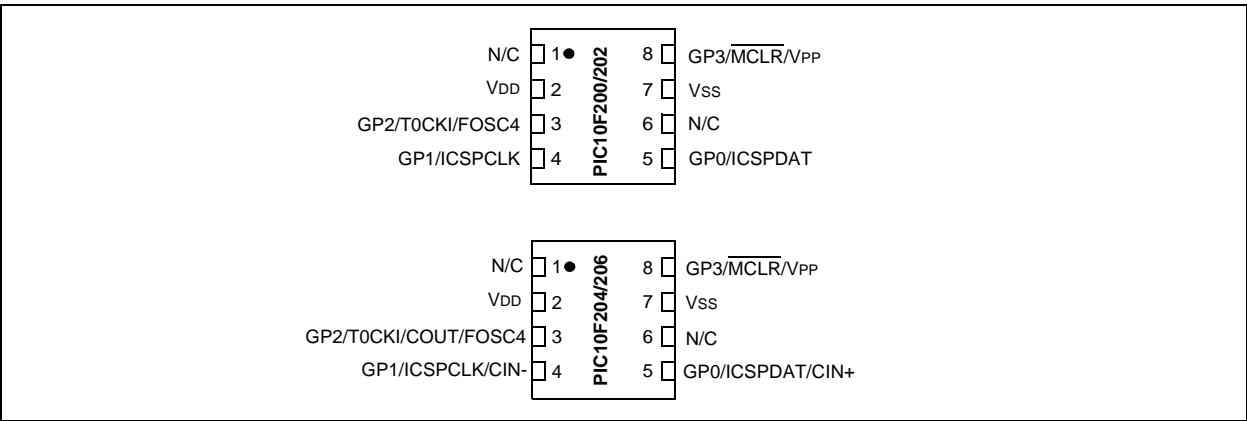 N/C 1 8 GP3/MCLR/VPP
VDD 2 7 VSS
GP2/T0CKI/FOSC4 3 6 N/C
GP1/ICSPCLK 4 5 GP0/ICSPDAT
PIC10F200/202
N/C 1 8 GP3/MCLR/VPP
VDD 2 7 VSS
GP2/T0CKI/COUT/FOSC4 3 6 N/C
GP1/ICSPCLK/CIN- 4 5 GP0/ICSPDAT/CIN+
PIC10F204/206